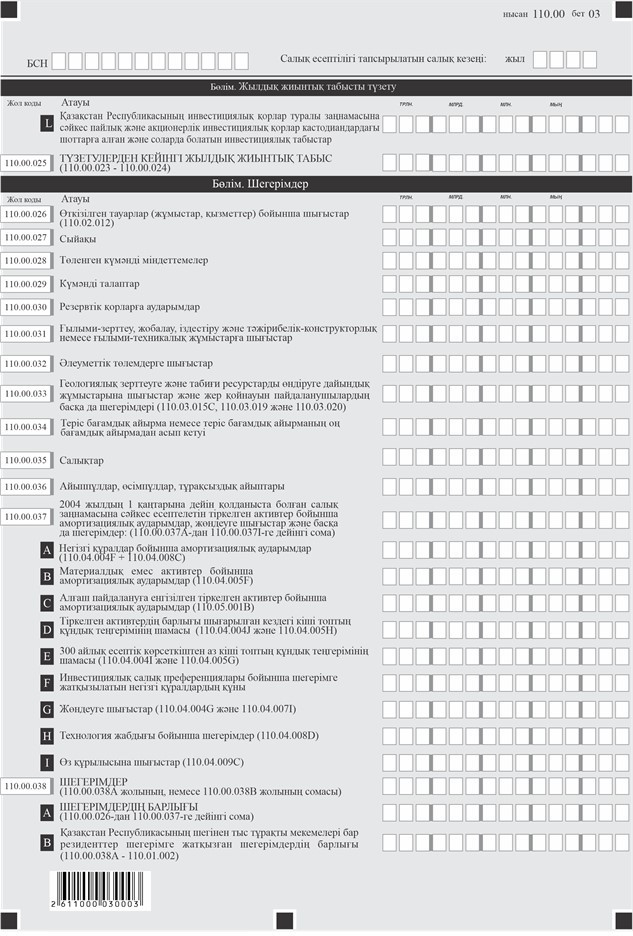 нысан 110.00 бет 03
БСН
Салық есептілігі тапсырылатын салық кезеңі: жыл
Бөлім. Жылдық жиынтық табысты түзету
Жол коды Атауы ТРЛН. МЛРД. МЛН. МЫҢ
L Қазақстан Республикасының инвестициялық қорлар туралы заңнамасына
сәйкес пайлық және акционерлік инвестициялық қорлар кастодиандардағы
шоттарға алған және соларда болатын инвестициялық табыстар
110.00.025 ТҮЗЕТУЛЕРДЕН КЕЙІНГІ ЖЫЛДЫҚ ЖИЫНТЫҚ ТАБЫС
(110.00.023 - 110.00.024)
Бөлім. Шегерімдер
Жол коды Атауы ТРЛН. МЛРД. МЛН. МЫҢ
110.00.026 Өткізілген тауарлар (жұмыстар, қызметтер) бойынша шығыстар
(110.02.012)
110.00.027 Сыйақы
110.00.028 Төленген күмәнді міндеттемелер
110.00.029 Күмәнді талаптар
110.00.030 Резервтік қорларға аударымдар
110.00.031 Ғылыми-зерттеу, жобалау, іздестіру және тәжірибелік-конструкторлық
немесе ғылыми-техникалық жұмыстарға шығыстар
110.00.032 Әлеуметтік төлемдерге шығыстар
110.00.033 Геологиялық зерттеуге және табиғи ресурстарды өндіруге дайындық
жұмыстарына шығыстар және жер қойнауын пайдаланушылардың
басқа да шегерімдері (110.03.015С, 110.03.019 және 110.03.020)
110.00.034 Теріс бағамдық айырма немесе теріс бағамдық айырманың оң
бағамдық айырмадан асып кетуі
110.00.035 Салықтар
110.00.036 Айыппұлдар, өсімпұлдар, тұрақсыздық айыптары
110.00.037 2004 жылдың 1 қаңтарына дейін қолданыста болған салық
заңнамасына сәйкес есептелетін тіркелген активтер бойынша
амортизациялық аударымдар, жөндеуге шығыстар және басқа
да шегерімдер: (110.00.037А-дан 110.00.037І-ге дейінгі сома)
A Негізгі құралдар бойынша амортизациялық аударымдар
(110.04.004F + 110.04.008C)
B Материалдық емес активтер бойынша
амортизациялық аударымдар (110.04.005F)
C Алғаш пайдалануға енгізілген тіркелген активтер бойынша
амортизациялық аударымдар (110.05.001B)
D Тіркелген активтердің барлығы шығарылған кездегі кіші топтың
құндық теңгерімінің шамасы (110.04.004J және 110.04.005H)
E 300 айлық есептік көрсеткіштен аз кіші топтың құндық теңгерімінің
шамасы (110.04.004I және 110.04.005G)
F Инвестициялық салық преференциялары бойынша шегерімге
жатқызылатын негізгі құралдардың құны
G Жөндеуге шығыстар (110.04.004G және 110.04.007I)
H Технология жабдығы бойынша шегерімдер (110.04.008D)
I Өз құрылысына шығыстар (110.04.009C)
110.00.038 ШЕГЕРІМДЕР
(110.00.038А жолының, немесе 110.00.038В жолының сомасы)
A ШЕГЕРІМДЕРДІҢ БАРЛЫҒЫ
(110.00.026-дан 110.00.037-ге дейінгі сома)
B Қазақстан Республикасының шегінен тыс тұрақты мекемелері бар
резиденттер шегерімге жатқызған шегерімдердің барлығы
(110.00.038А - 110.01.002)
2 611000 030003